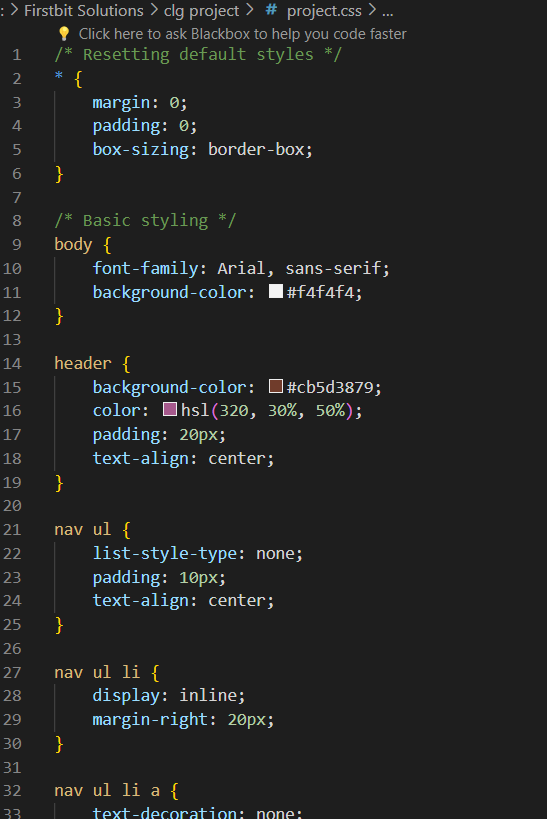 : > Firstbit Solutions > clg project > # project.css > ...
Click here to ask Blackbox to help you code faster
1 /* Resetting default styles */
2 * {
3 margin: 0;
4 padding: 0;
5 box-sizing: border-box;
6 }
7
8 /* Basic styling */
9 body {
10 font-family: Arial, sans-serif;
11 background-color: #f4f4f4;
12 }
13
14 header {
15 background-color: #cb5d3879;
16 color: hsl(320, 30%, 50%);
17 padding: 20px;
18 text-align: center;
19 }
20
21 nav ul {
22 list-style-type: none;
23 padding: 10px;
24 text-align: center;
25 }
26
27 nav ul li {
28 display: inline;
29 margin-right: 20px;
30 }
31
32 nav ul li a {
33 text-decoration: none;